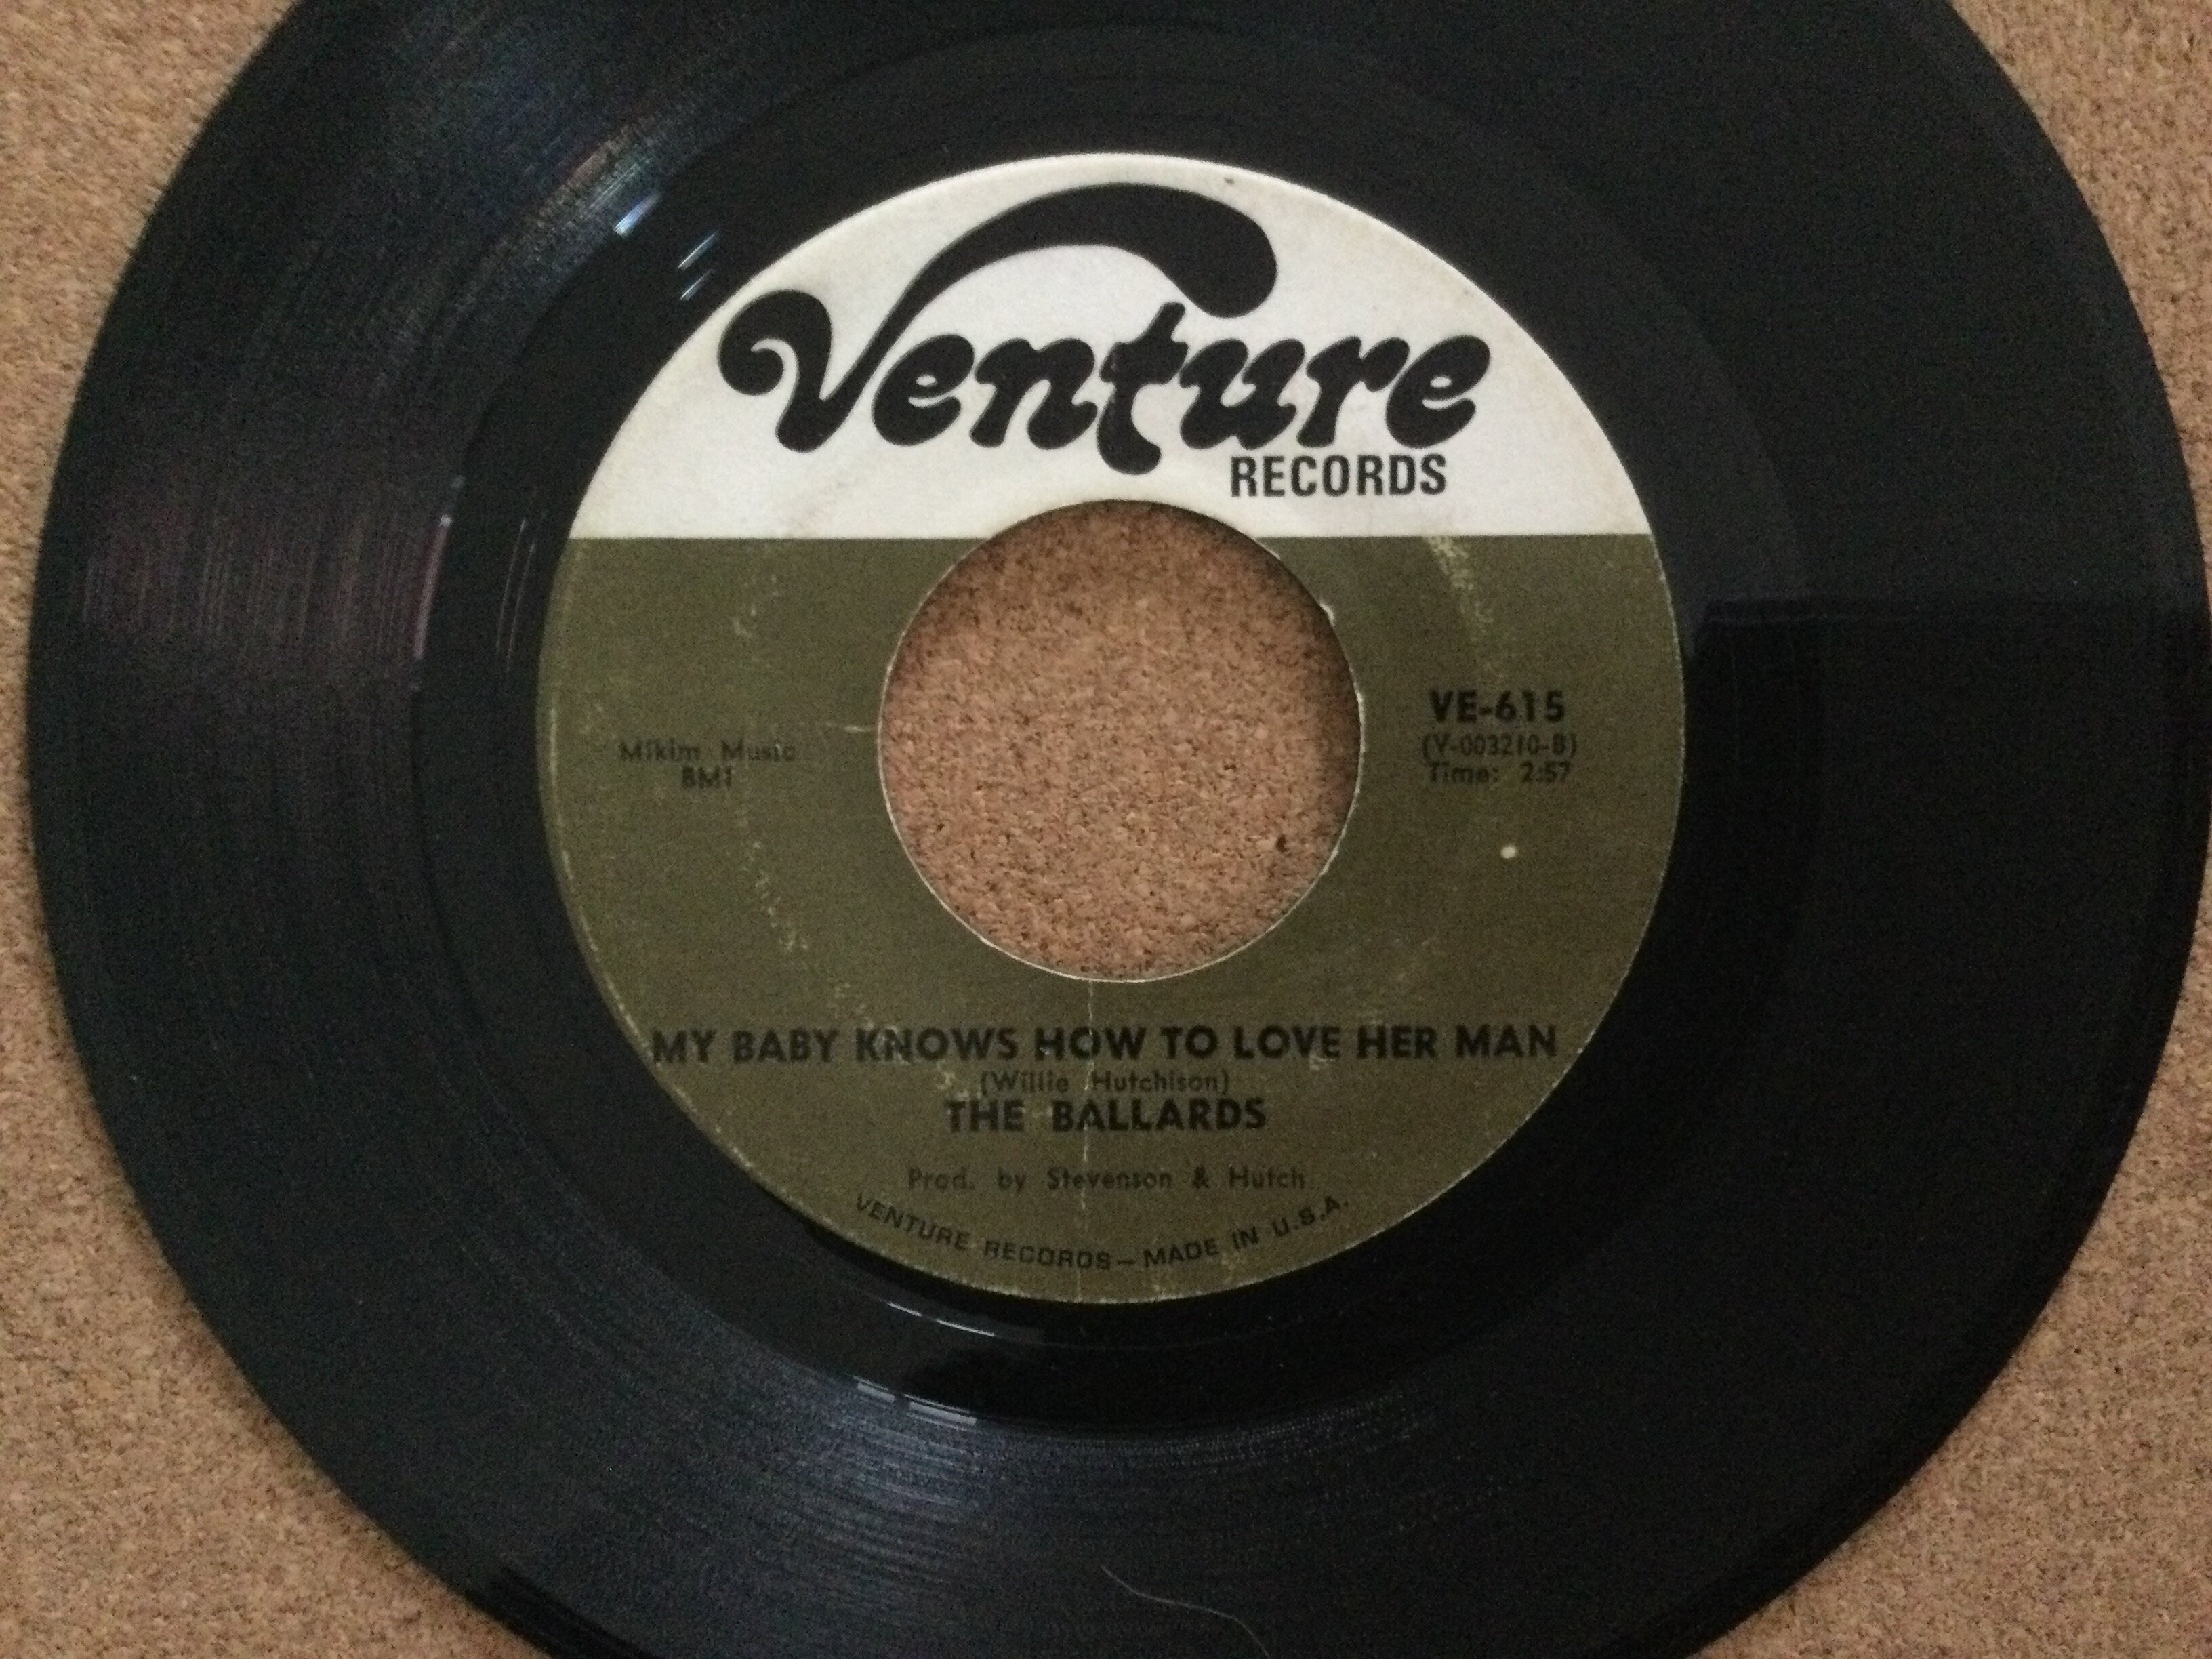 Venture
RECORDS
VE-615
(V-003210-B)
Time: 2:57
Mikim Music
BMI
MY BABY KNOWS HOW TO LOVE HER MAN
(Willie Hutchison)
THE BALLARDS
Prod. by Stevenson & Hutch
VENTURE RECORDS—MADE IN U.S.A.